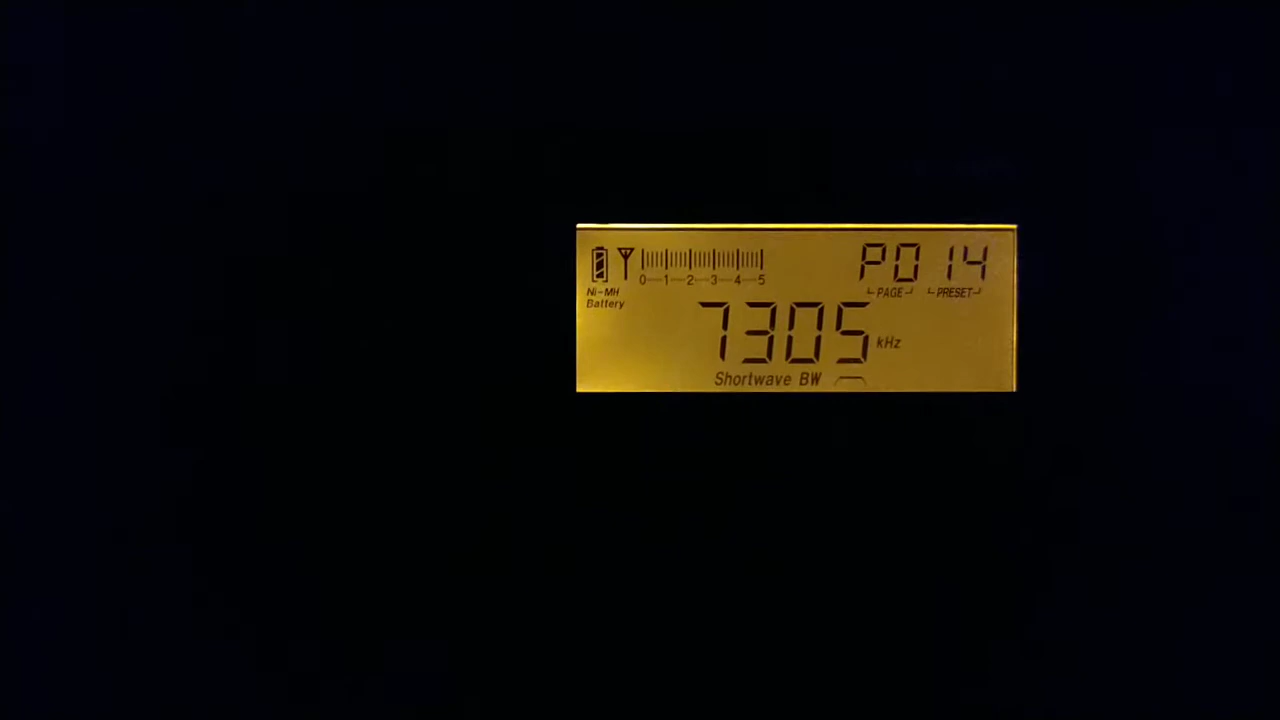 P0 14
0 1 2 3 4 5
Ni-MH
Battery
PAGE PRESET
7305 kHz
Shortwave BW